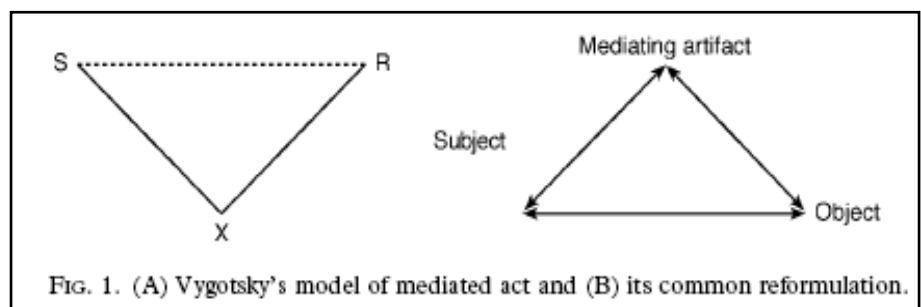 S R
X
Mediating artifact
Subject
Object
FIG. 1. (A) Vygotsky's model of mediated act and (B) its common reformulation.